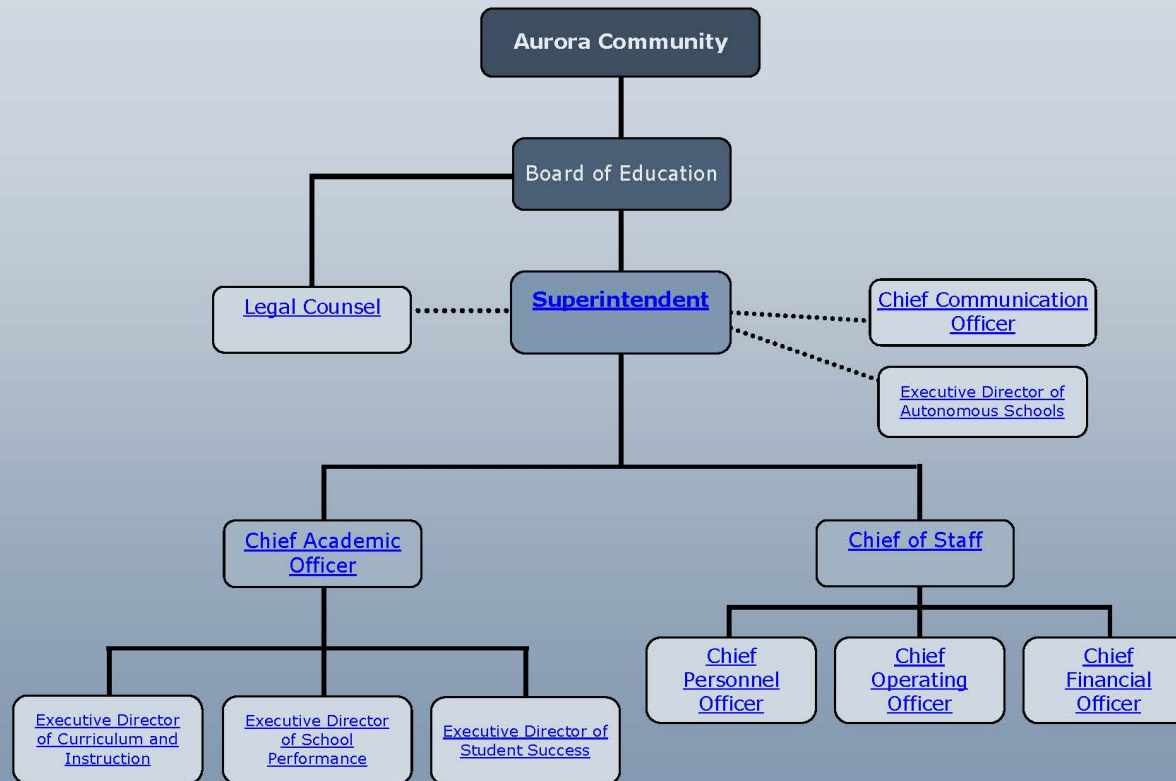 Aurora Community
Board of Education
Legal Counsel
Superintendent
Chief Communication
Officer
Executive Director of
Autonomous Schools
Chief Academic
Officer
Chief of Staff
Executive Director
of Curriculum and
Instruction
Executive Director
of School
Performance
Executive Director of
Student Success
Chief
Personnel
Officer
Chief
Operating
Officer
Chief
Financial
Officer